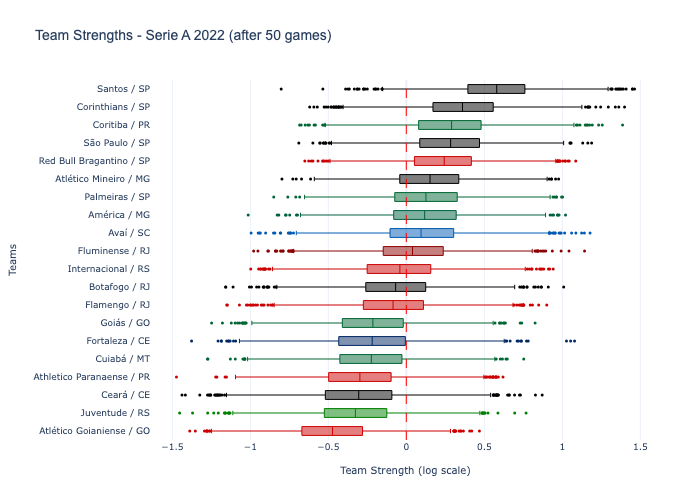 Team Strengths - Serie A 2022 (after 50 games)
Santos / SP
Corinthians / SP
Coritiba / PR
São Paulo / SP
Red Bull Bragantino / SP
Atlético Mineiro / MG
Palmeiras / SP
América / MG
Avaí / SC
Fluminense / RJ
Internacional / RS
Botafogo / RJ
Flamengo / RJ
Goiás / GO
Fortaleza / CE
Cuiabá / MT
Athletico Paranaense / PR
Ceará / CE
Juventude / RS
Atlético Goianiense / GO
Teams
−1.5 −1 −0.5 0 0.5 1 1.5
Team Strength (log scale)